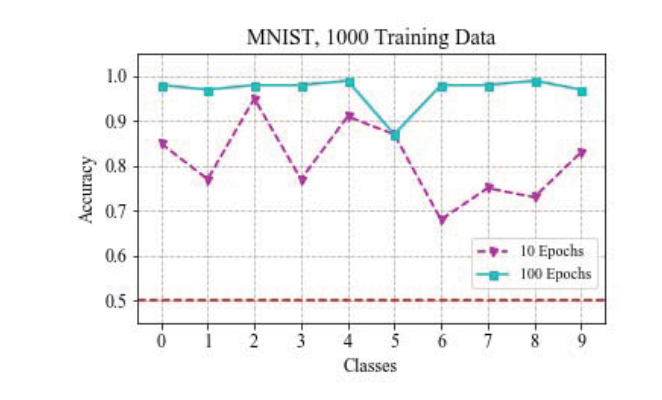 MNIST, 1000 Training Data
1.0
0.9
0.8
0.7
0.6
0.5
Accuracy
10 Epochs
100 Epochs
0 1 2 3 4 5 6 7 8 9
Classes